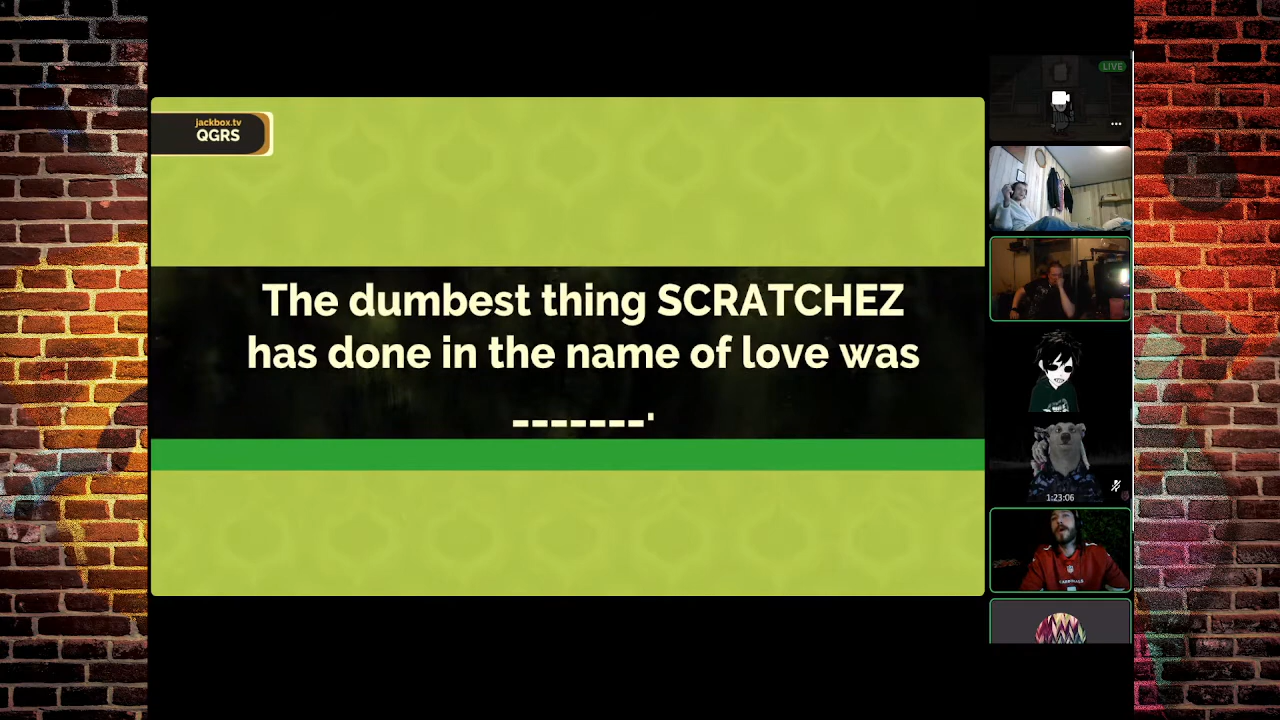 LIVE
jackbox.tv
QGRS
The dumbest thing SCRATCHEZ
has done in the name of love was
_______.
1:23:06